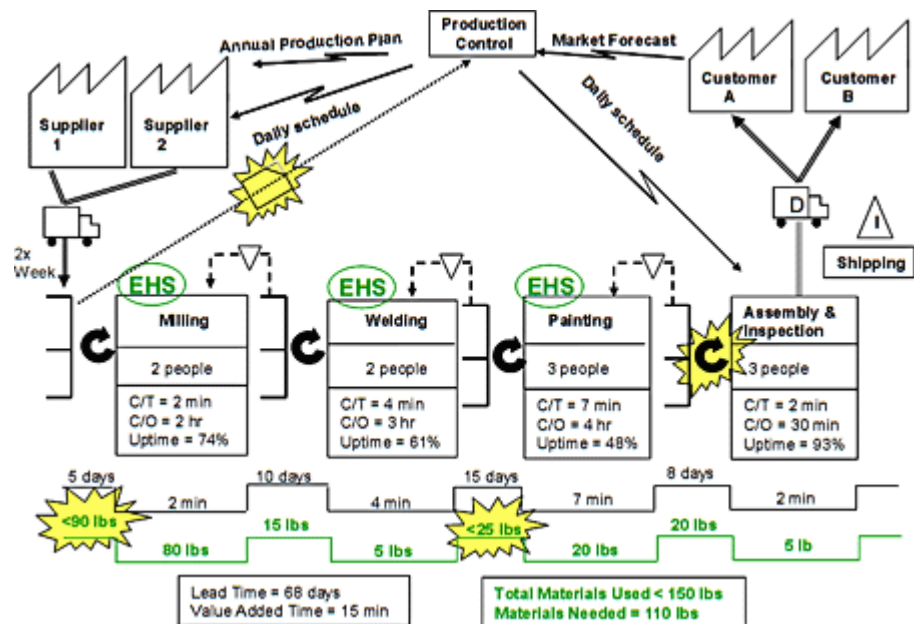 Production
Control
Annual Production Plan
Market Forecast
Customer
A
Customer
B
Supplier
1
Supplier
2
Daily schedule
Daily schedule
D
I
2x
Week
Shipping
EHS
EHS
EHS
Milling
Welding
Painting
Assembly &
Inspection
2 people
2 people
3 people
3 people
C/T = 2 min
C/O = 2 hr
Uptime = 74%
C/T = 4 min
C/O = 3 hr
Uptime = 61%
C/T = 7 min
C/O = 4 hr
Uptime = 48%
C/T = 2 min
C/O = 30 min
Uptime = 93%
5 days
2 min
10 days
4 min
15 days
7 min
8 days
2 min
<90 lbs
80 lbs
15 lbs
5 lbs
<25 lbs
20 lbs
20 lbs
5 lb
Lead Time = 68 days
Value Added Time = 15 min
Total Materials Used < 150 lbs
Materials Needed = 110 lbs